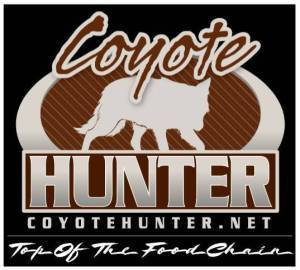 Coyote
HUNTER
COYOTEHUNTER.NET
Top Of The Food Chain